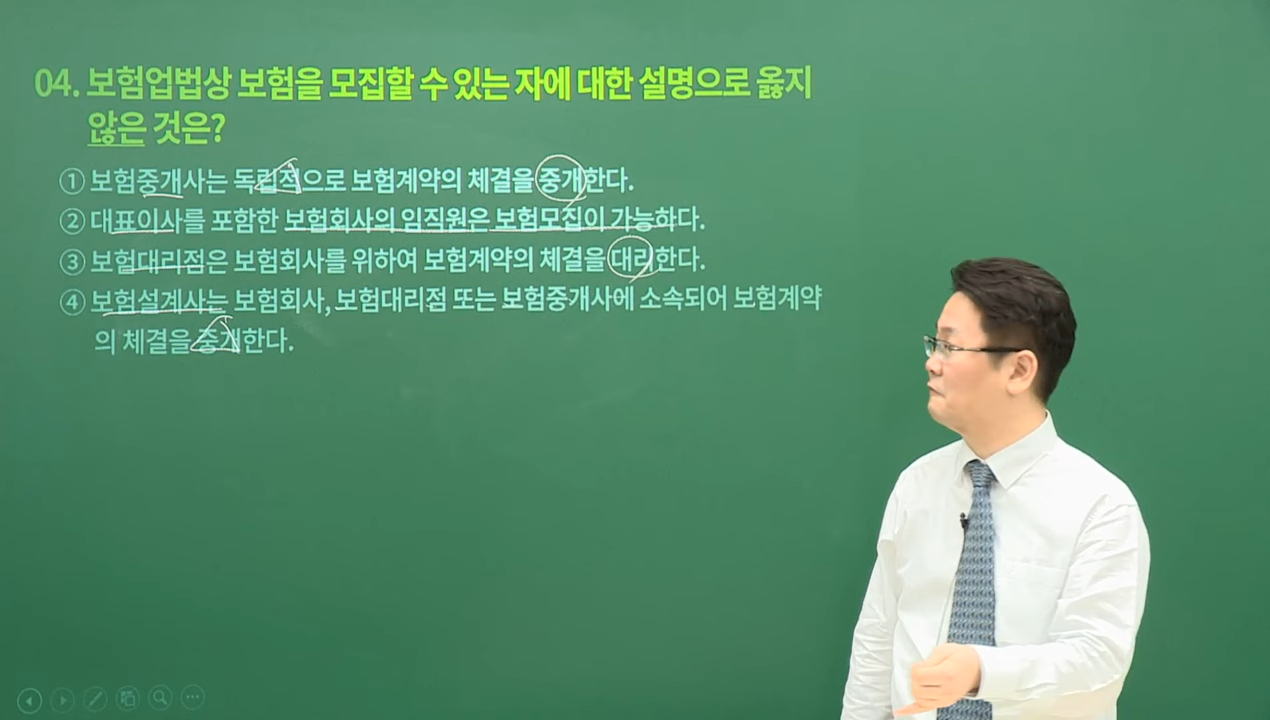 04. 보험업법상 보험을 모집할 수 있는 자에 대한 설명으로 옳지
않은 것은?
① 보험중개사는 독립적으로 보험계약의 체결을 중개한다.
② 대표이사를 포함한 보험회사의 임직원은 보험모집이 가능하다.
③ 보험대리점은 보험회사를 위하여 보험계약의 체결을 대리한다.
④ 보험설계사는 보험회사, 보험대리점 또는 보험중개사에 소속되어 보험계약
의 체결을 중개한다.